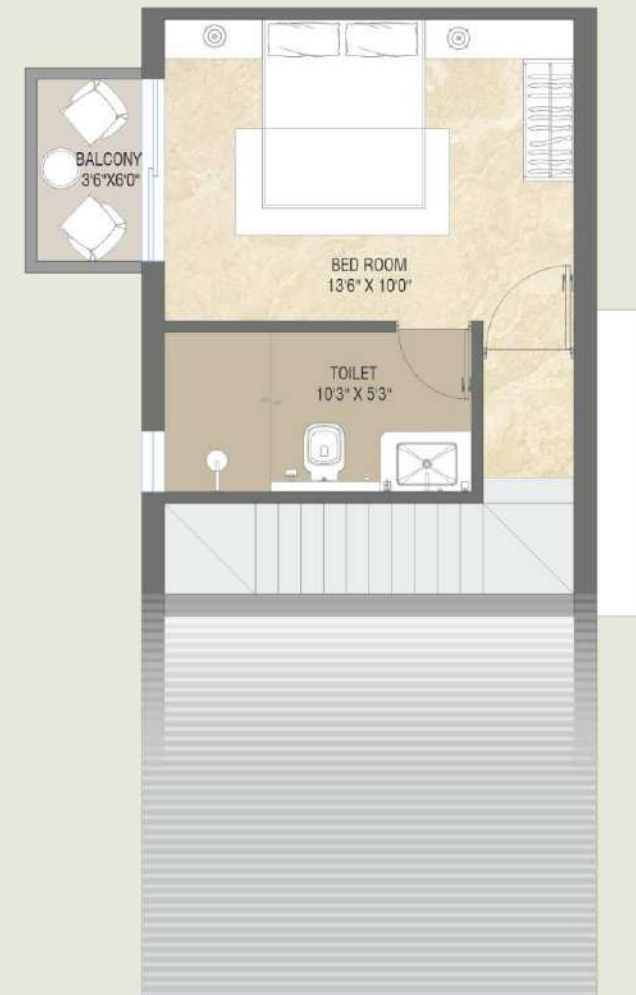 BALCONY
3'6"X6'0"
BED ROOM
13'6" X 10'0"
TOILET
10'3" X 5'3"